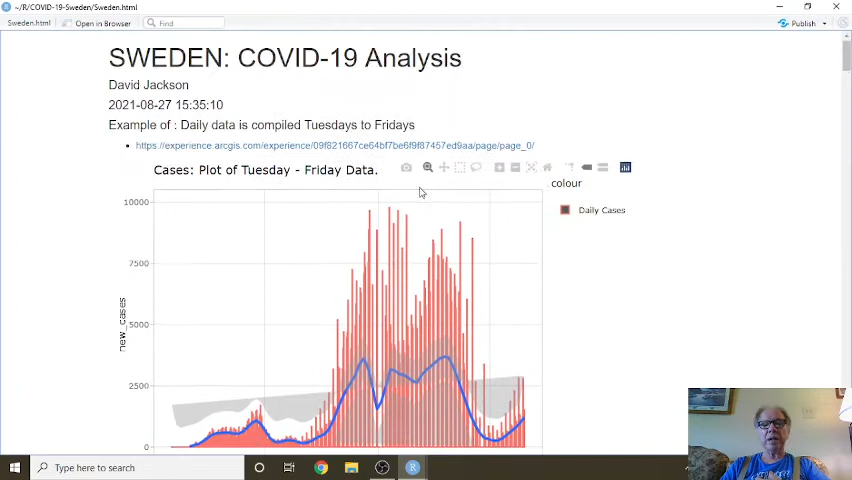 ~/R/COVID-19-Sweden/Sweden.html
Sweden.html Open in Browser Find Publish
SWEDEN: COVID-19 Analysis
David Jackson
2021-08-27 15:35:10
Example of : Daily data is compiled Tuesdays to Fridays
https://experience.arcgis.com/experience/09f821667ce64bf7be6f9f87457ed9aa/page/page_0/
Cases: Plot of Tuesday - Friday Data.
colour
Daily Cases
10000
7500
5000
2500
0
new_cases
Type here to search